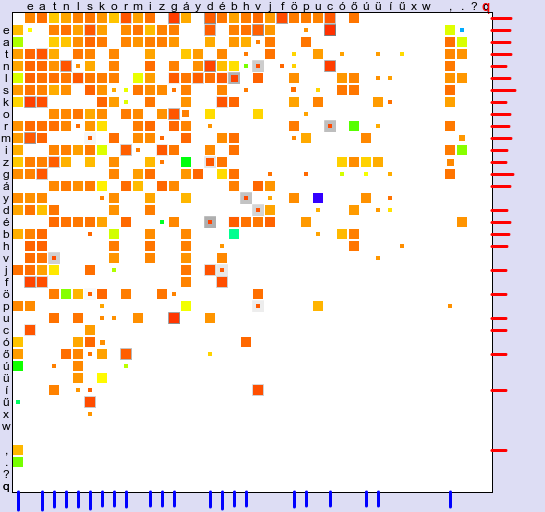 e a t n l s k o r m i z g á y d é b h v j f ö p u c ó ő ú ü í ű x w , . ? q
e
a
t
n
l
s
k
o
r
m
i
z
g
á
y
d
é
b
h
v
j
f
ö
p
u
c
ó
ő
ú
ü
í
ű
x
w
,
.
?
q